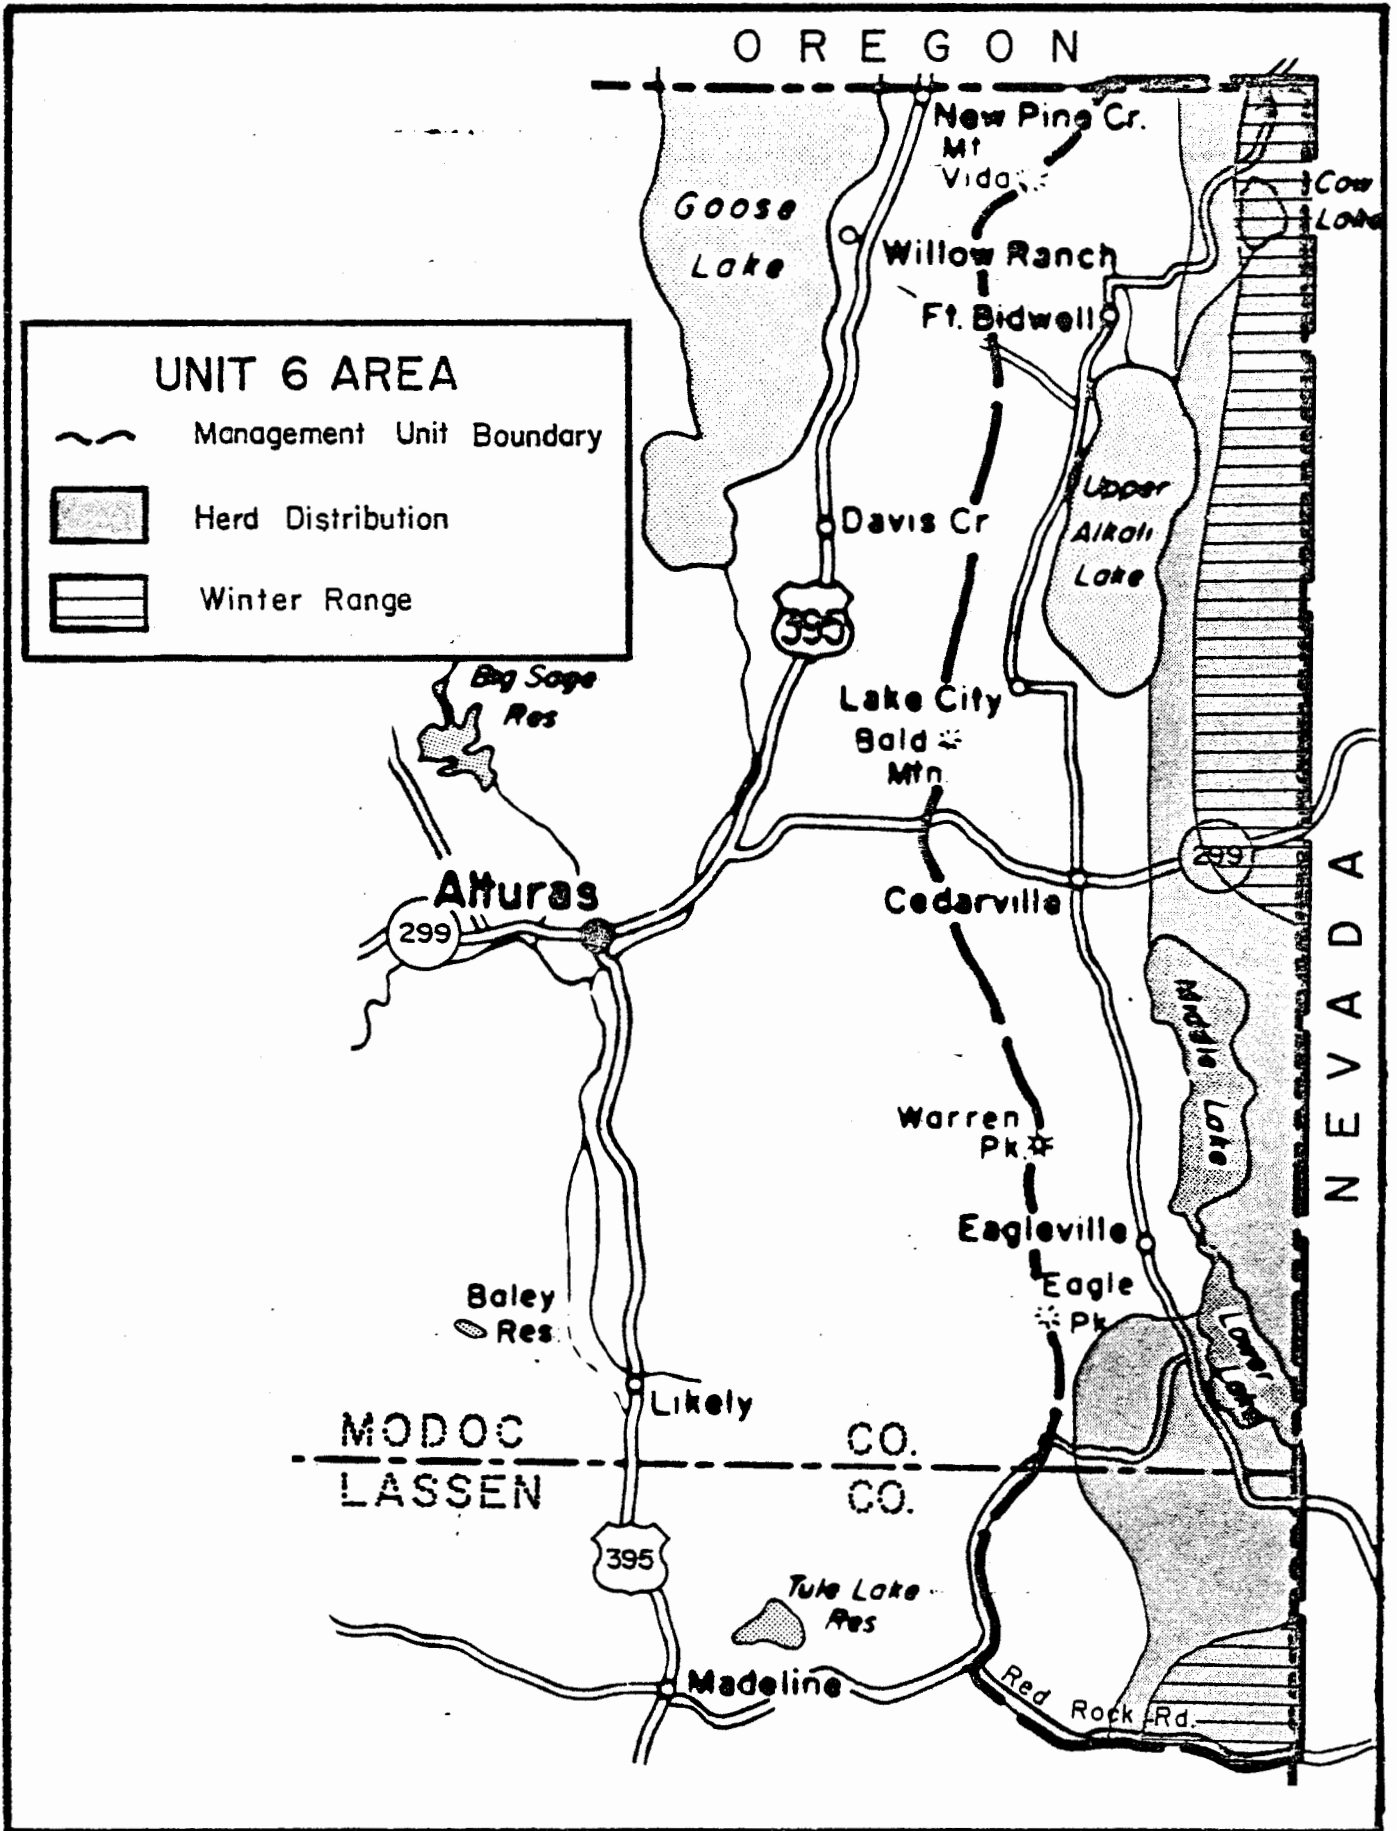 OREGON
New Pine Cr.
Mt
Vida
Cow
Lake
Goose
Lake
Willow Ranch
Ft. Bidwell
UNIT 6 AREA
Management Unit Boundary
Herd Distribution
Winter Range
Upper
Alkali
Lake
Davis Cr
395
Big Sage
Res
Lake City
Bald
Mtn
299
Alturas
299
Cedarville
NEVADA
Middle Lake
Warren
Pk.
Eagleville
Eagle
Pk
Baley
Res.
Lower
Lake
Likely
MODOC CO.
LASSEN CO.
395
Tule Lake
Res
Madeline
Red Rock Rd.